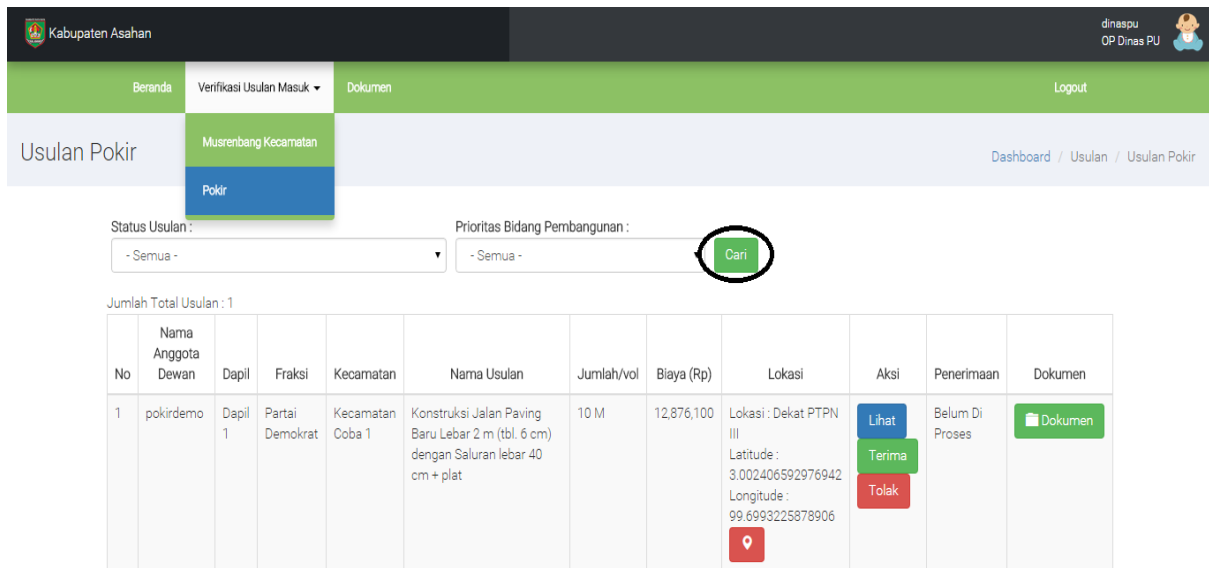 Kabupaten Asahan
dinaspu
OP Dinas PU
Beranda
Verifikasi Usulan Masuk
Dokumen
Logout
Musrenbang Kecamatan
Pokir
Usulan Pokir
Dashboard / Usulan / Usulan Pokir
Status Usulan :
Prioritas Bidang Pembangunan :
- Semua -
- Semua -
Cari
Jumlah Total Usulan : 1
No
Nama
Anggota
Dewan
Dapil
Fraksi
Kecamatan
Nama Usulan
Jumlah/vol
Biaya (Rp)
Lokasi
Aksi
Penerimaan
Dokumen
1
pokirdemo
Dapil
1
Partai
Demokrat
Kecamatan
Coba 1
Konstruksi Jalan Paving
Baru Lebar 2 m (tbl. 6 cm)
dengan Saluran lebar 40
cm + plat
10 M
12,876,100
Lokasi : Dekat PTPN
III
Latitude :
3.002406592976942
Longitude :
99.6993225878906
Lihat
Terima
Tolak
Belum Di
Proses
Dokumen